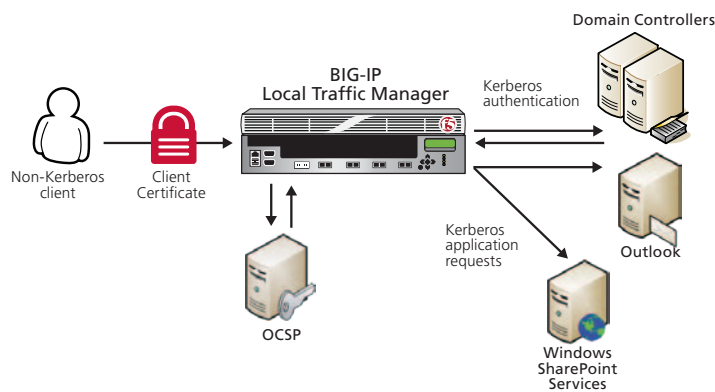 Domain Controllers
BIG-IP
Local Traffic Manager
Kerberos
authentication
f5
Non-Kerberos
client
Client
Certificate
Kerberos
application
requests
Outlook
OCSP
Windows
SharePoint
Services